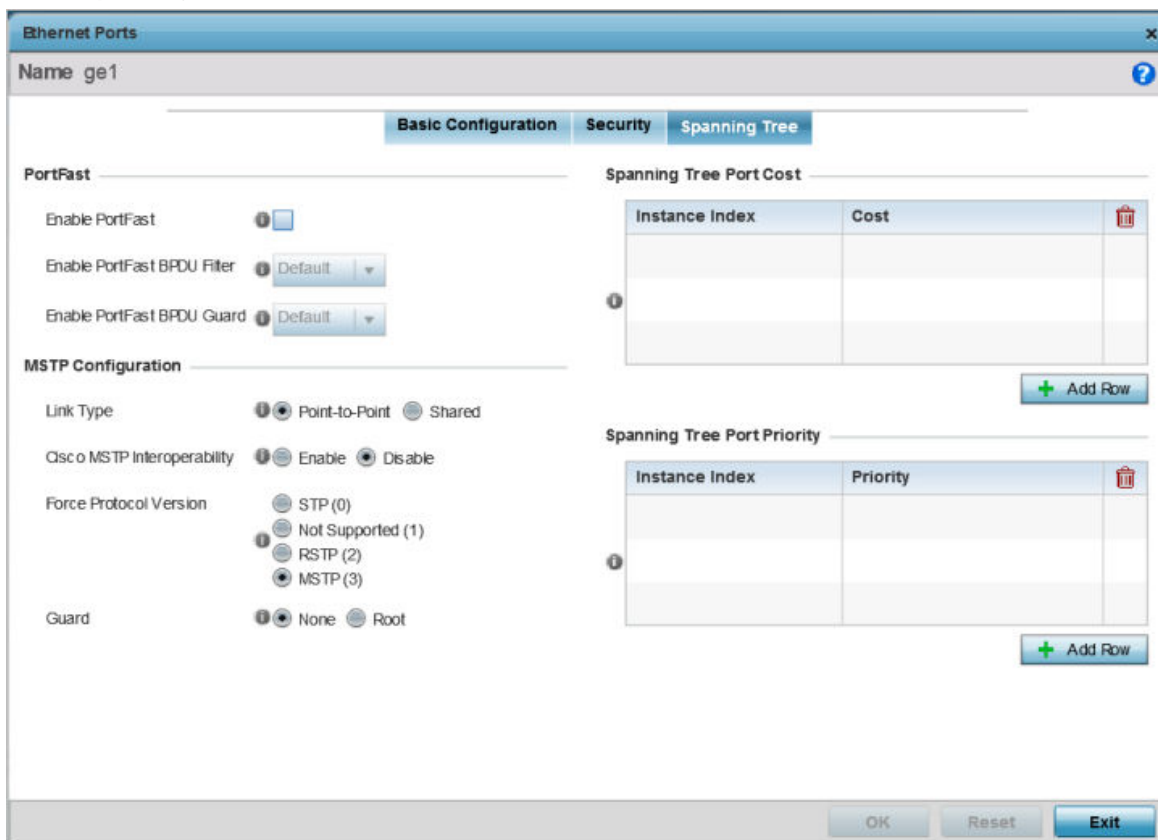 Ethernet Ports ×
Name ge1 ?
Basic Configuration Security Spanning Tree
PortFast
Enable PortFast
Enable PortFast BPDU Filter Default
Enable PortFast BPDU Guard Default
MSTP Configuration
Link Type Point-to-Point Shared
Cisco MSTP Interoperability Enable Disable
Force Protocol Version STP (0)
Not Supported (1)
RSTP (2)
MSTP (3)
Guard None Root
Spanning Tree Port Cost
Instance Index Cost
Add Row
Spanning Tree Port Priority
Instance Index Priority
Add Row
OK Reset Exit